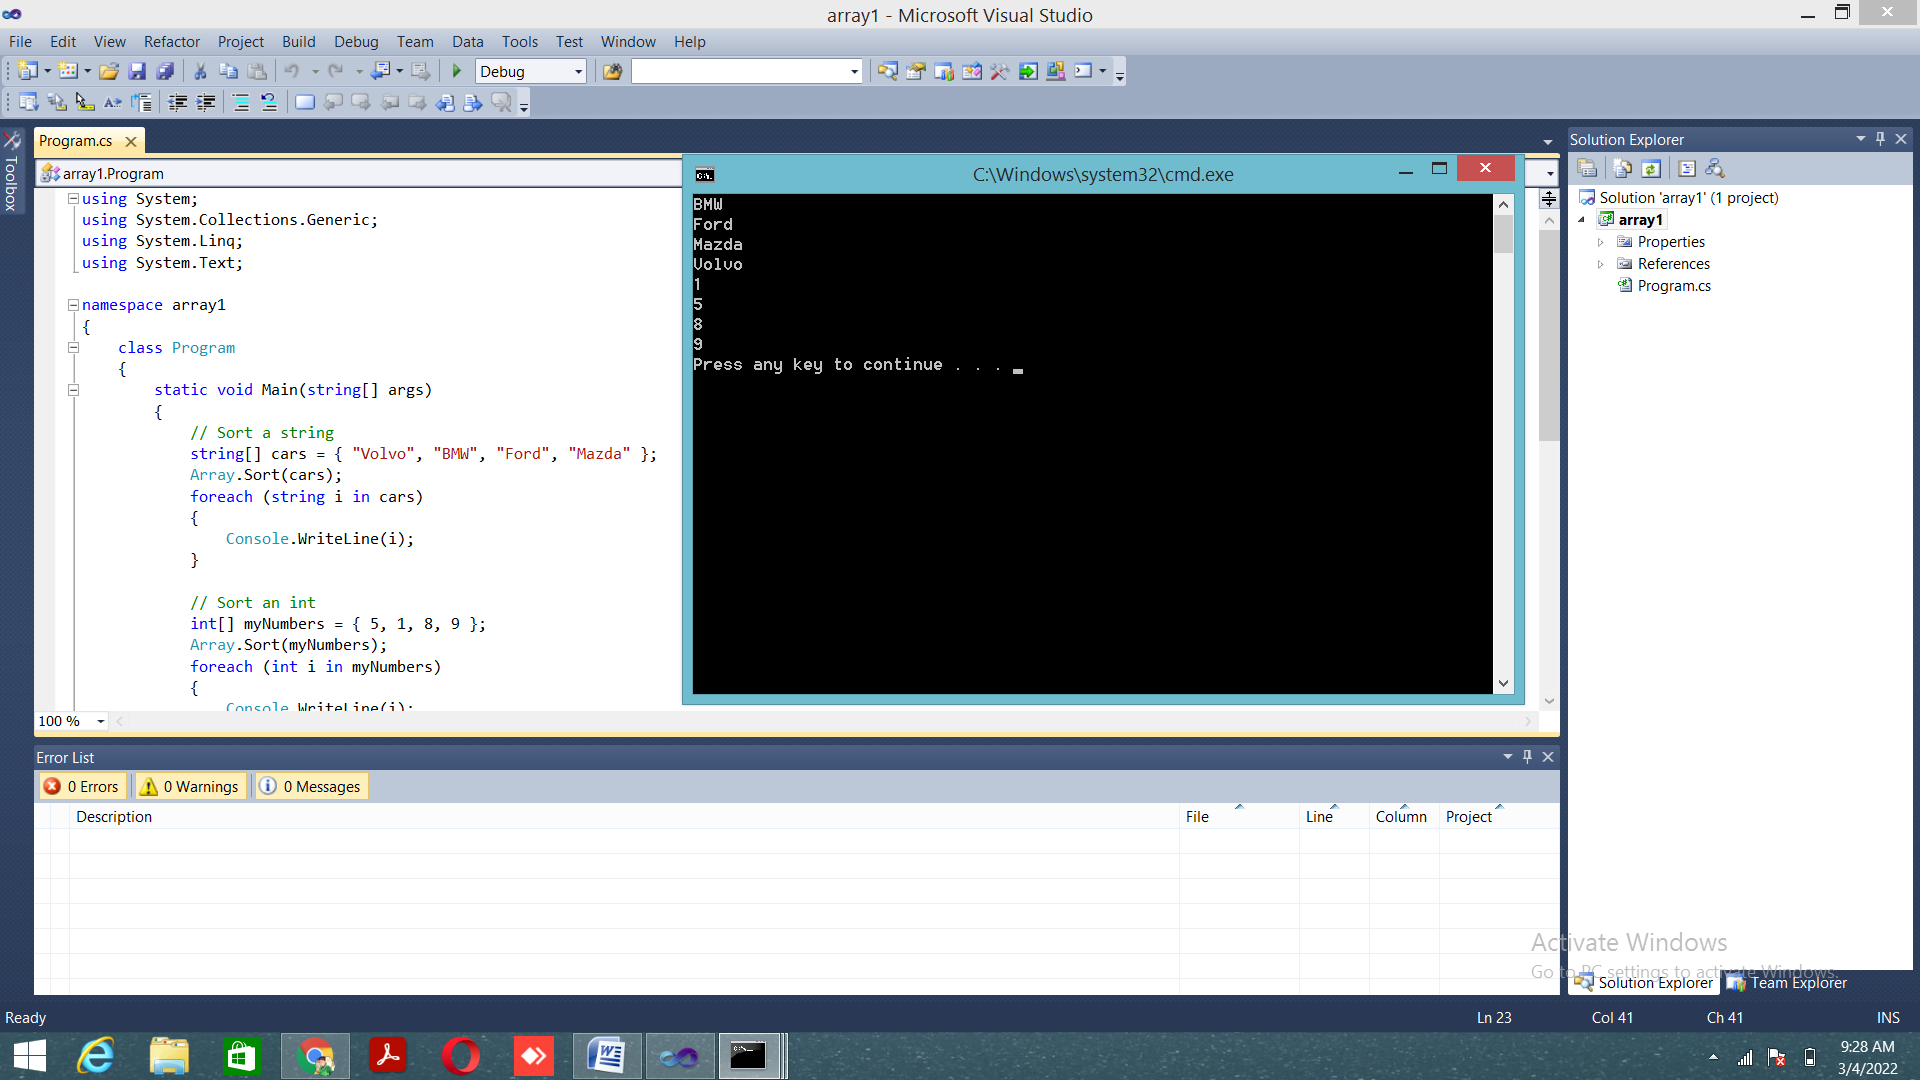 array1 - Microsoft Visual Studio
File Edit View Refactor Project Build Debug Team Data Tools Test Window Help
Debug
Toolbox
Program.cs
array1.Program
using System;
using System.Collections.Generic;
using System.Linq;
using System.Text;
namespace array1
{
class Program
{
static void Main(string[] args)
{
// Sort a string
string[] cars = { "Volvo", "BMW", "Ford", "Mazda" };
Array.Sort(cars);
foreach (string i in cars)
{
Console.WriteLine(i);
}
// Sort an int
int[] myNumbers = { 5, 1, 8, 9 };
Array.Sort(myNumbers);
foreach (int i in myNumbers)
{
Console.WriteLine(i);
100 %
C:\Windows\system32\cmd.exe
BMW
Ford
Mazda
Volvo
1
5
8
9
Press any key to continue . . .
Solution Explorer
Solution 'array1' (1 project)
array1
Properties
References
Program.cs
Error List
0 Errors 0 Warnings 0 Messages
Description File Line Column Project
Activate Windows
Go to PC settings to activate Windows.
Solution Explorer Team Explorer
Ready Ln 23 Col 41 Ch 41 INS
9:28 AM
3/4/2022